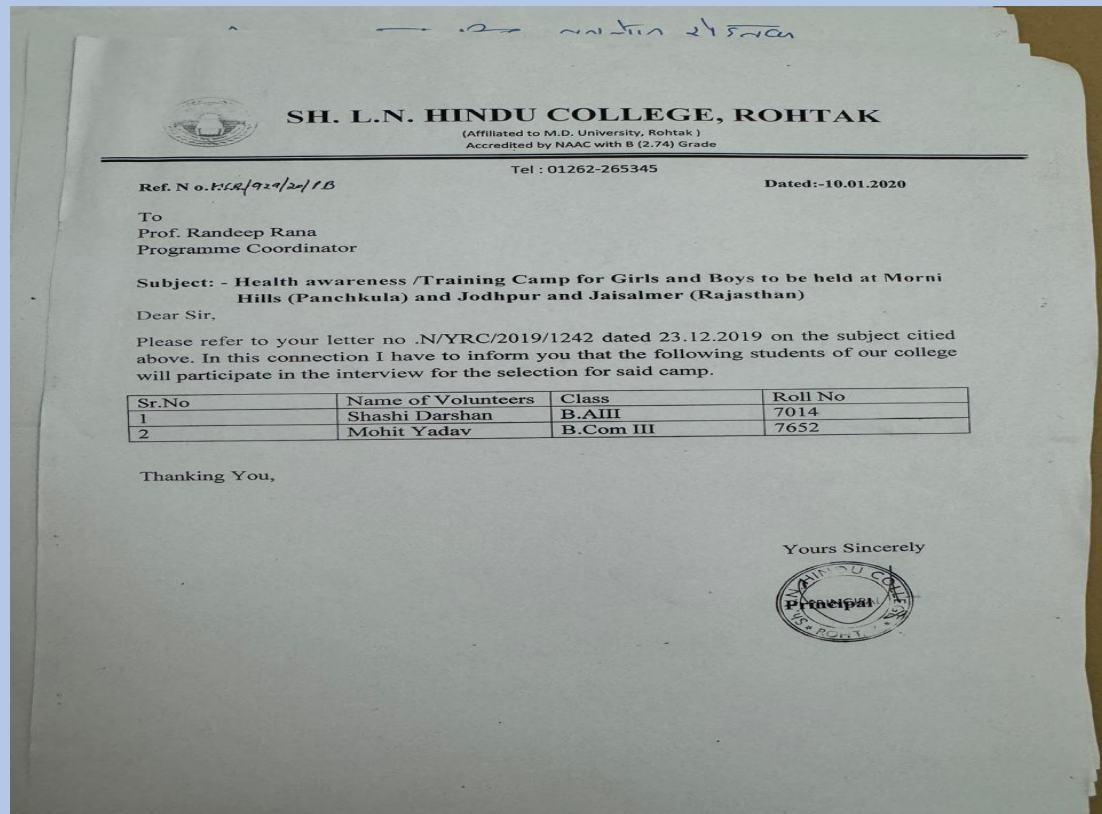 SH. L.N. HINDU COLLEGE, ROHTAK
(Affiliated to M.D. University, Rohtak )
Accredited by NAAC with B (2.74) Grade
Tel : 01262-265345
Ref. N o.
Dated:-10.01.2020
To
Prof. Randeep Rana
Programme Coordinator
Subject: - Health awareness /Training Camp for Girls and Boys to be held at Morni
Hills (Panchkula) and Jodhpur and Jaisalmer (Rajasthan)
Dear Sir,
Please refer to your letter no .N/YRC/2019/1242 dated 23.12.2019 on the subject citied
above. In this connection I have to inform you that the following students of our college
will participate in the interview for the selection for said camp.
Sr.No Name of Volunteers Class Roll No
1 Shashi Darshan B.AIII 7014
2 Mohit Yadav B.Com III 7652
Thanking You,
Yours Sincerely
Principal
HINDU COLLEGE